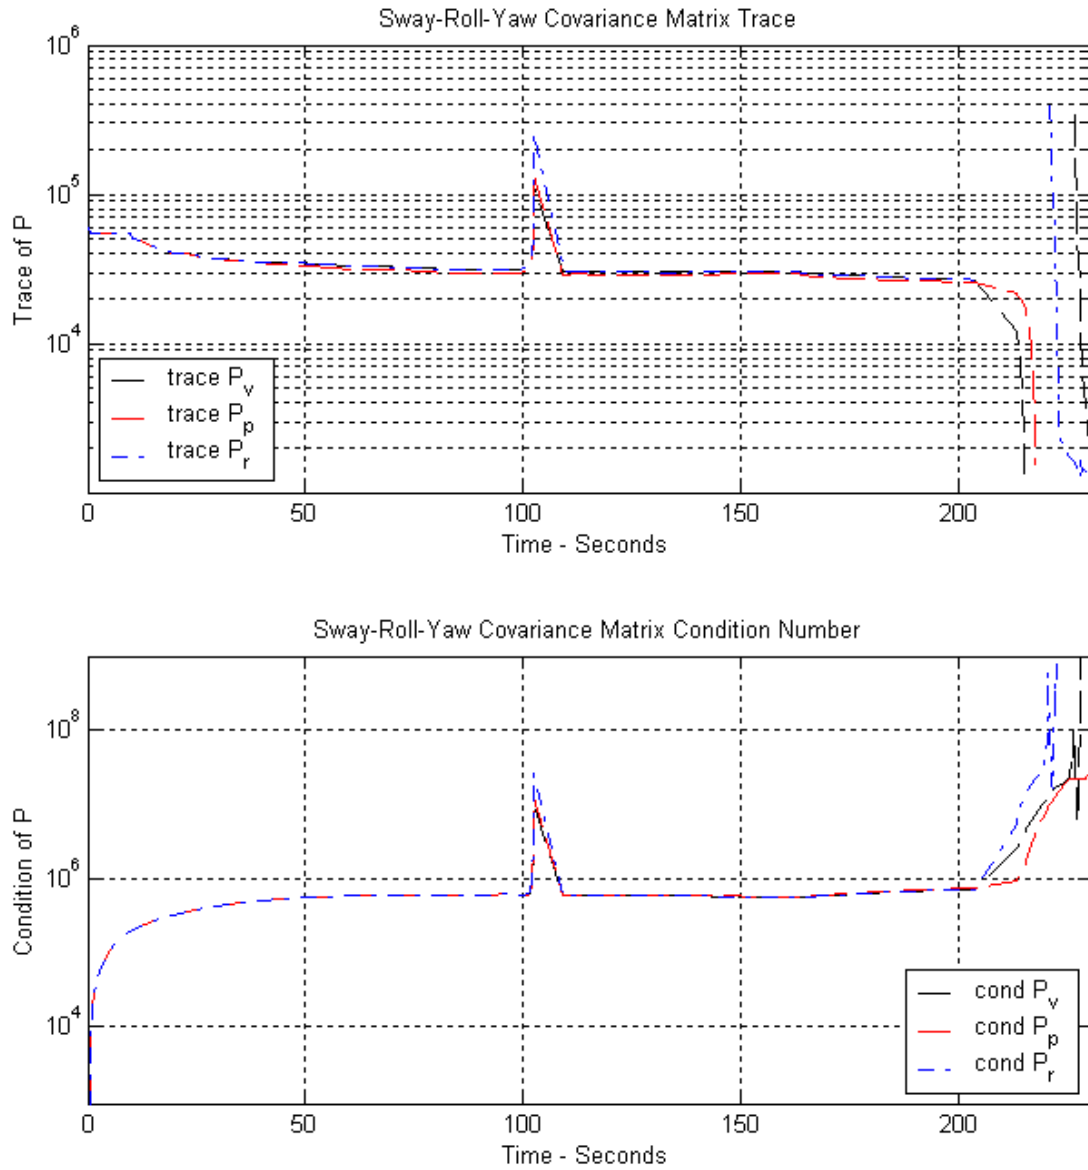 Sway-Roll-Yaw Covariance Matrix Trace
10^6
10^5
10^4
Trace of P
trace P_v
trace P_p
trace P_r
0 50 100 150 200
Time - Seconds
Sway-Roll-Yaw Covariance Matrix Condition Number
10^8
10^6
10^4
Condition of P
cond P_v
cond P_p
cond P_r
0 50 100 150 200
Time - Seconds